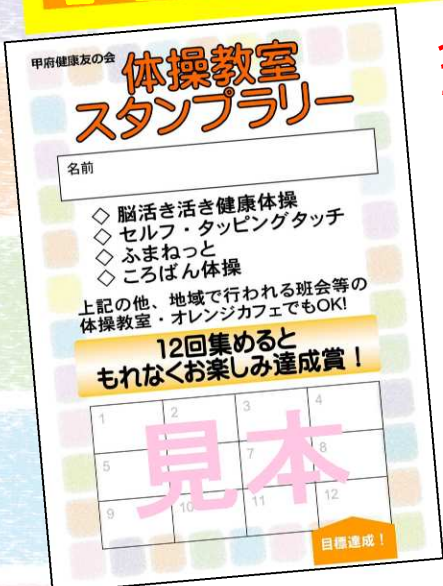 甲府健康友の会
体操教室
スタンプラリー
名前
◇ 脳活き活き健康体操
◇ セルフ・タッピングタッチ
◇ ふまねっと
◇ ころばん体操
上記の他、地域で行われる班会等の
体操教室・オレンジカフェでもOK!
12回集めると
もれなくお楽しみ達成賞！
1 2 3 4
5 7 8
9 10 11 12
見本
目標達成！